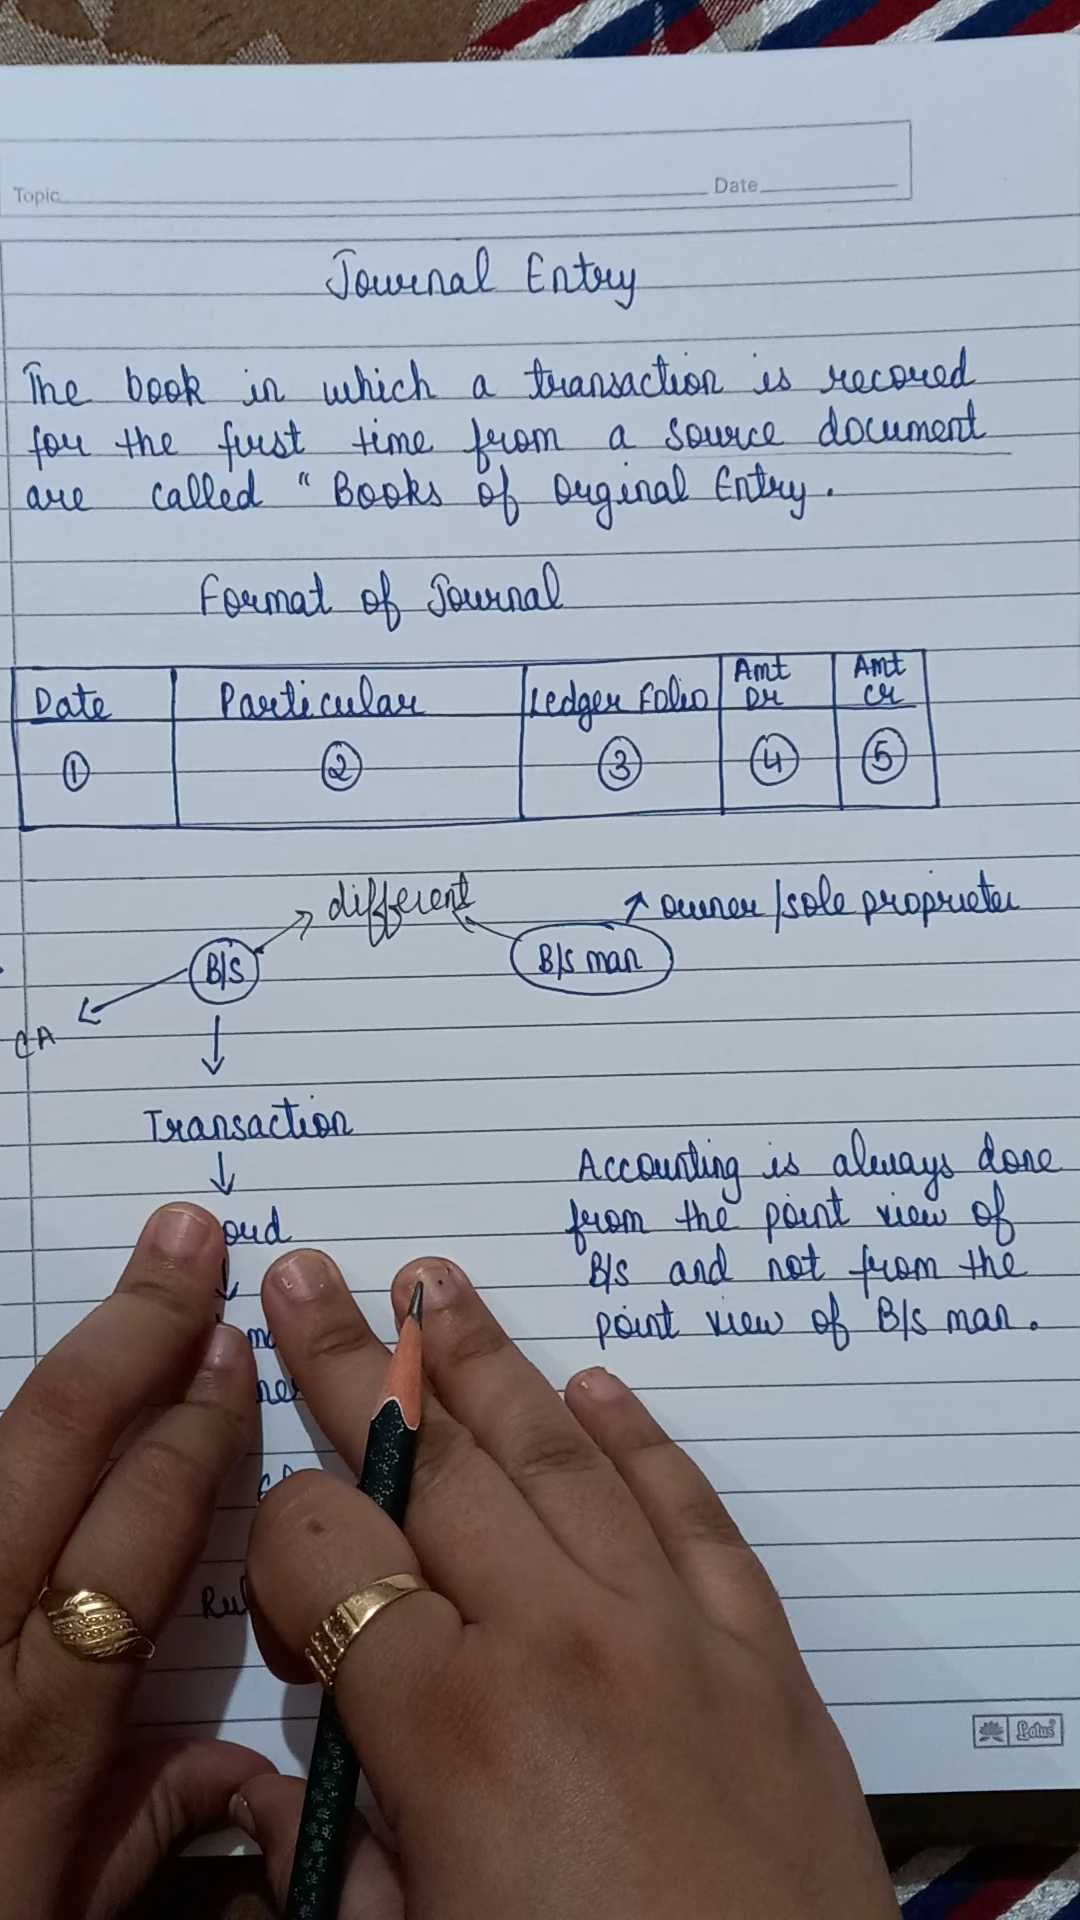 Topic Date
Journal Entry
The book in which a transaction is recored
for the first time from a source document
are called " Books of Orginal Entry.
Format of Journal
Date Particular Ledger Folio Amt Dr Amt Cr
① ② ③ ④ ⑤
different ↗ owner/sole proprieter
B/S B/S man
CA
Transaction
Accounting is always done
from the point view of
B/S and not from the
point view of B/S man.
Lotus